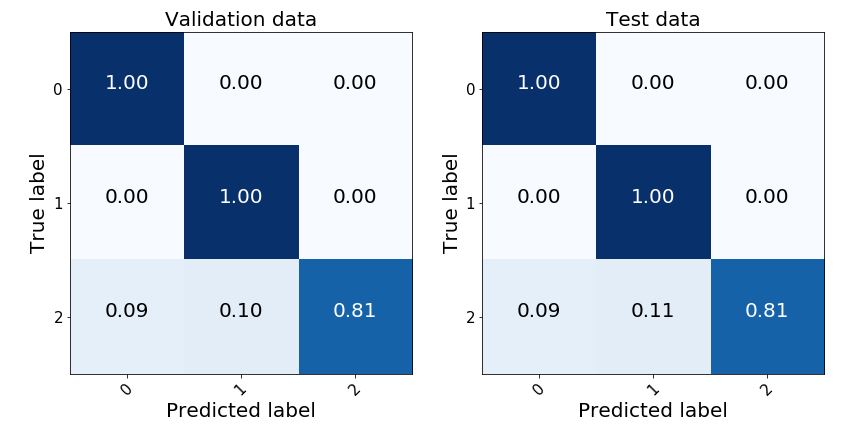 Validation data
True label
0
1.00 0.00 0.00
1
0.00 1.00 0.00
2
0.09 0.10 0.81
0 1 2
Predicted label
Test data
True label
0
1.00 0.00 0.00
1
0.00 1.00 0.00
2
0.09 0.11 0.81
0 1 2
Predicted label